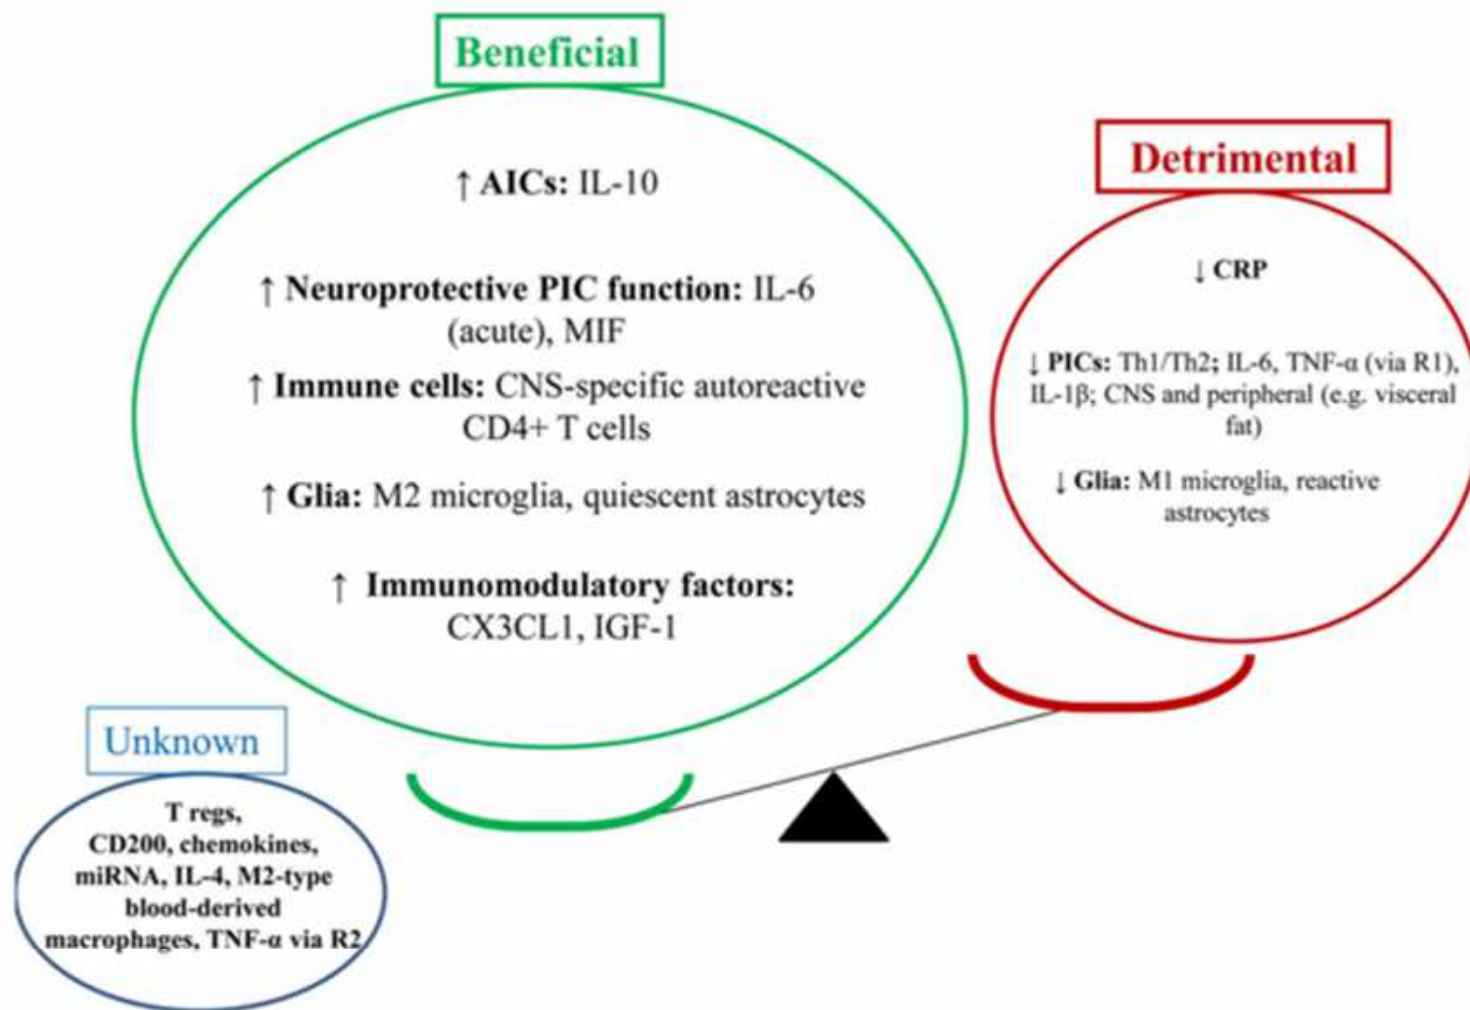 Beneficial
↑ AICs: IL-10
↑ Neuroprotective PIC function: IL-6
(acute), MIF
↑ Immune cells: CNS-specific autoreactive
CD4+ T cells
↑ Glia: M2 microglia, quiescent astrocytes
↑ Immunomodulatory factors:
CX3CL1, IGF-1
Detrimental
↓ CRP
↓ PICs: Th1/Th2; IL-6, TNF-α (via R1),
IL-1β; CNS and peripheral (e.g. visceral
fat)
↓ Glia: M1 microglia, reactive
astrocytes
Unknown
T regs,
CD200, chemokines,
miRNA, IL-4, M2-type
blood-derived
macrophages, TNF-α via R2